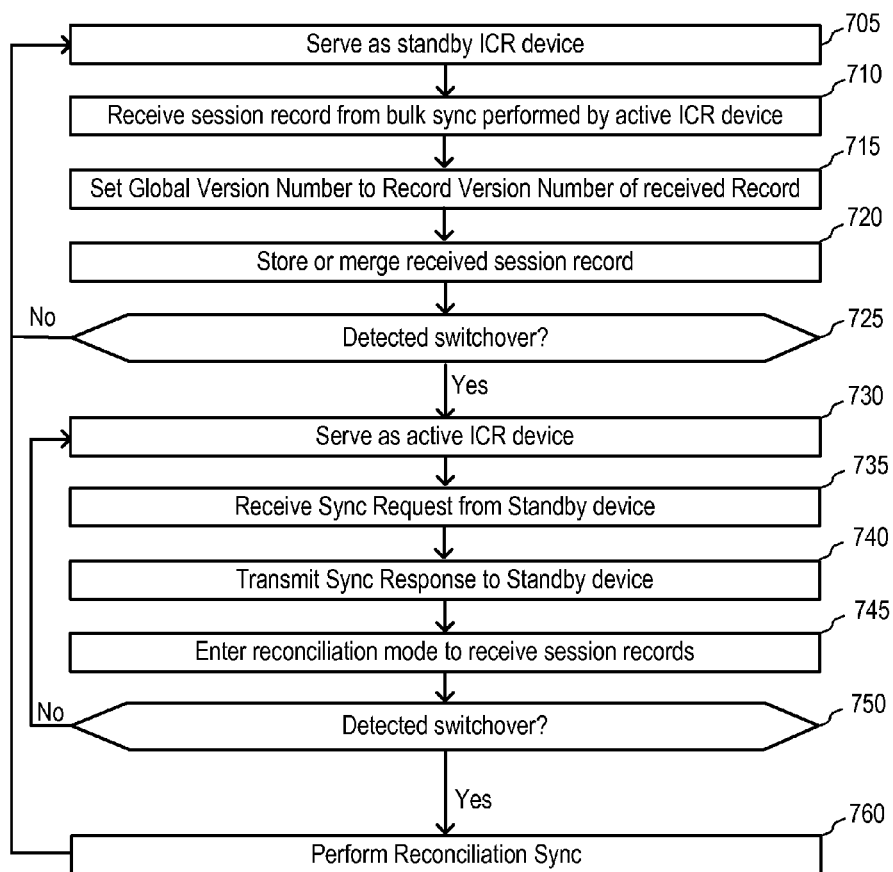 Serve as standby ICR device
705
Receive session record from bulk sync performed by active ICR device
710
Set Global Version Number to Record Version Number of received Record
715
Store or merge received session record
720
No
Detected switchover?
725
Yes
Serve as active ICR device
730
Receive Sync Request from Standby device
735
Transmit Sync Response to Standby device
740
Enter reconciliation mode to receive session records
745
No
Detected switchover?
750
Yes
Perform Reconciliation Sync
760